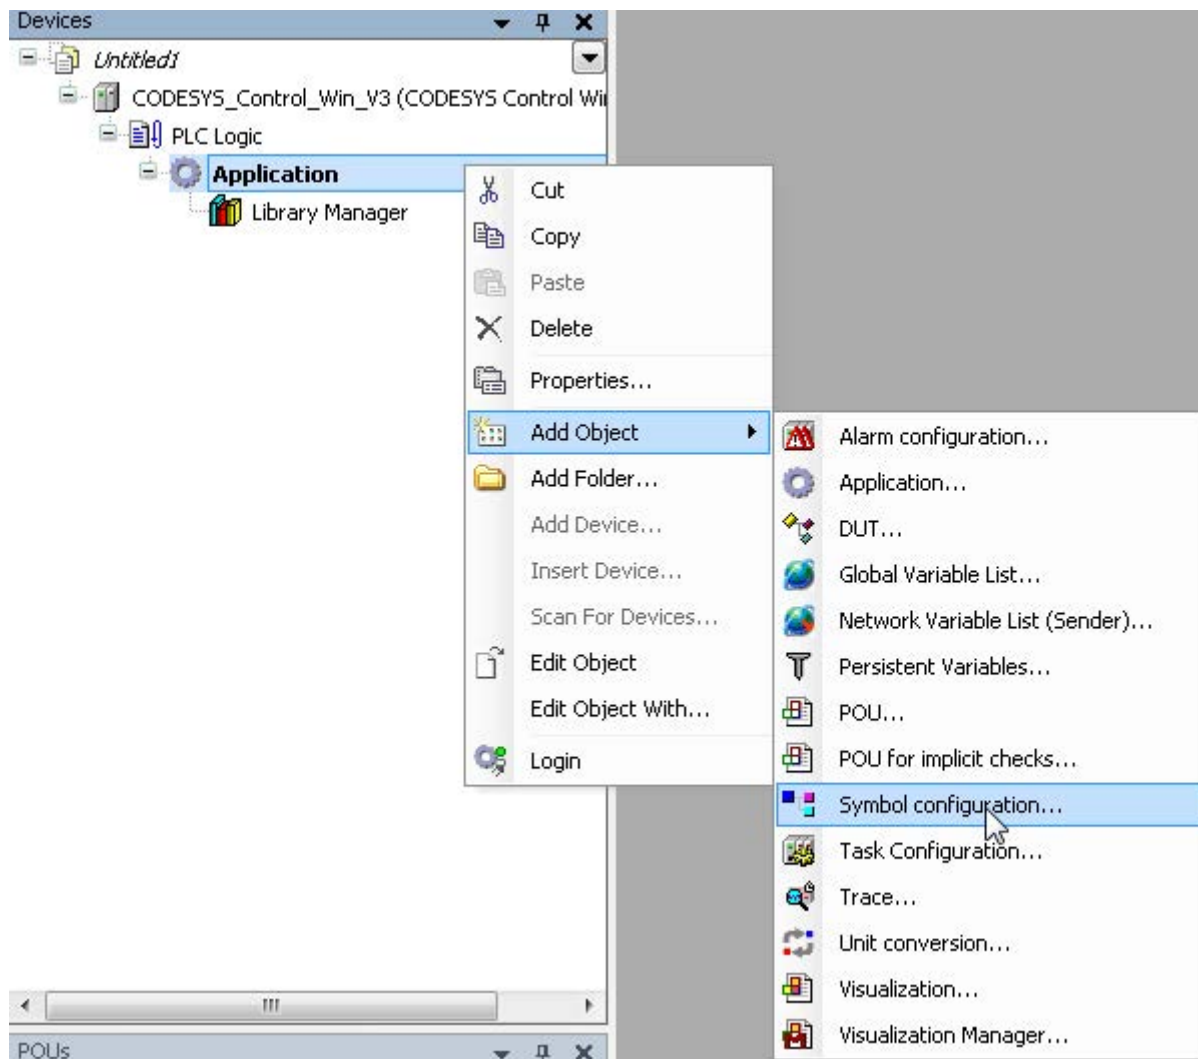 Devices
Untitled1
CODESYS_Control_Win_V3 (CODESYS Control Wi
PLC Logic
Application
Library Manager
Cut
Copy
Paste
Delete
Properties...
Add Object
Add Folder...
Add Device...
Insert Device...
Scan For Devices...
Edit Object
Edit Object With...
Login
Alarm configuration...
Application...
DUT...
Global Variable List...
Network Variable List (Sender)...
Persistent Variables...
POU...
POU for implicit checks...
Symbol configuration...
Task Configuration...
Trace...
Unit conversion...
Visualization...
Visualization Manager...
POUs